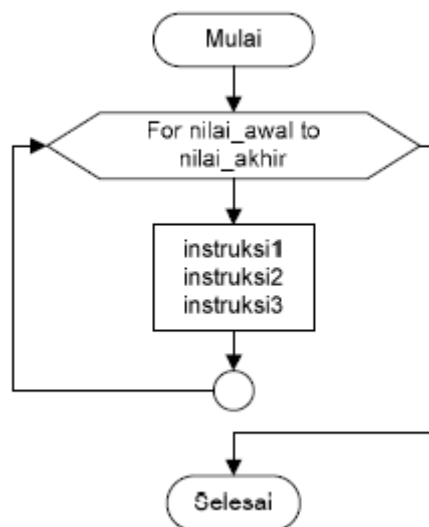 Mulai
For nilai_awal to
nilai_akhir
instruksi1
instruksi2
instruksi3
Selesai